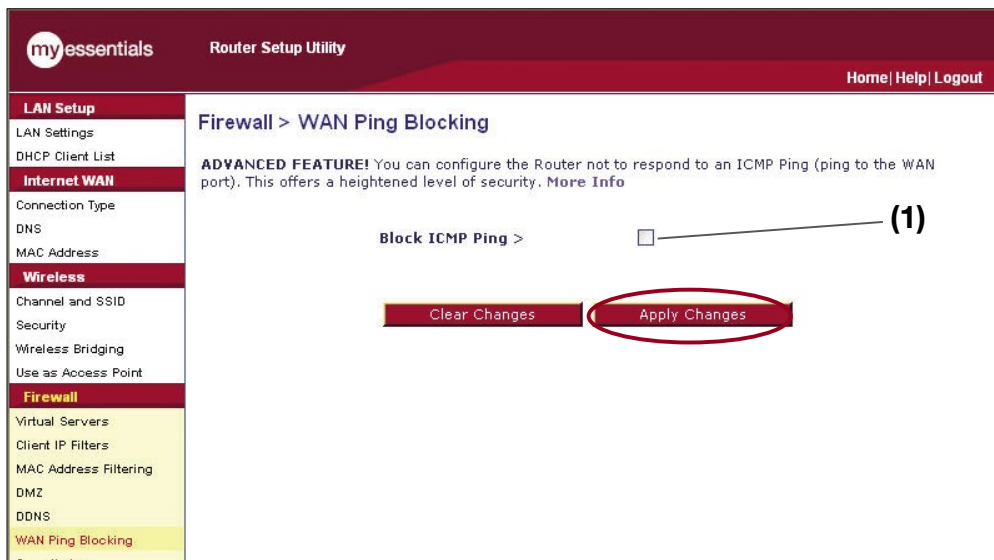 myessentials
Router Setup Utility
Home| Help| Logout
LAN Setup
LAN Settings
DHCP Client List
Internet WAN
Connection Type
DNS
MAC Address
Wireless
Channel and SSID
Security
Wireless Bridging
Use as Access Point
Firewall
Virtual Servers
Client IP Filters
MAC Address Filtering
DMZ
DDNS
WAN Ping Blocking
Firewall > WAN Ping Blocking
ADVANCED FEATURE! You can configure the Router not to respond to an ICMP Ping (ping to the WAN
port). This offers a heightened level of security. More Info
Block ICMP Ping >
(1)
Clear Changes
Apply Changes